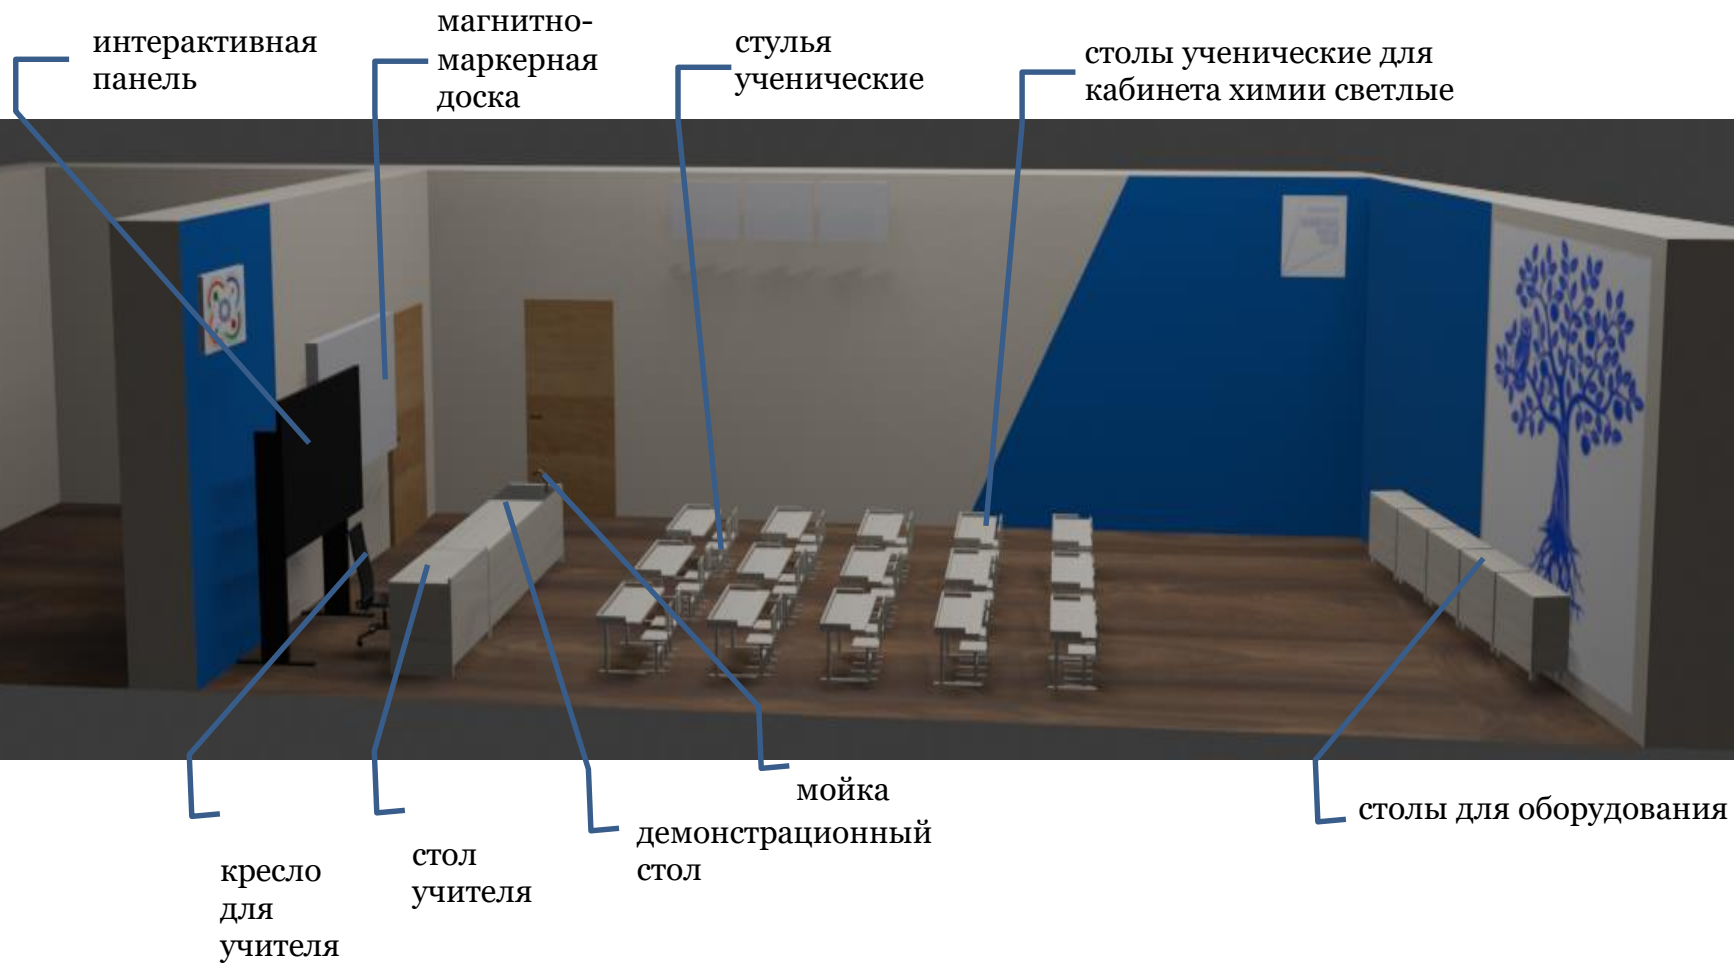 интерактивная
панель
магнитно-
маркерная
доска
стулья
ученические
столы ученические для
кабинета химии светлые
мойка
демонстрационный
стол
столы для оборудования
стол
учителя
кресло
для
учителя